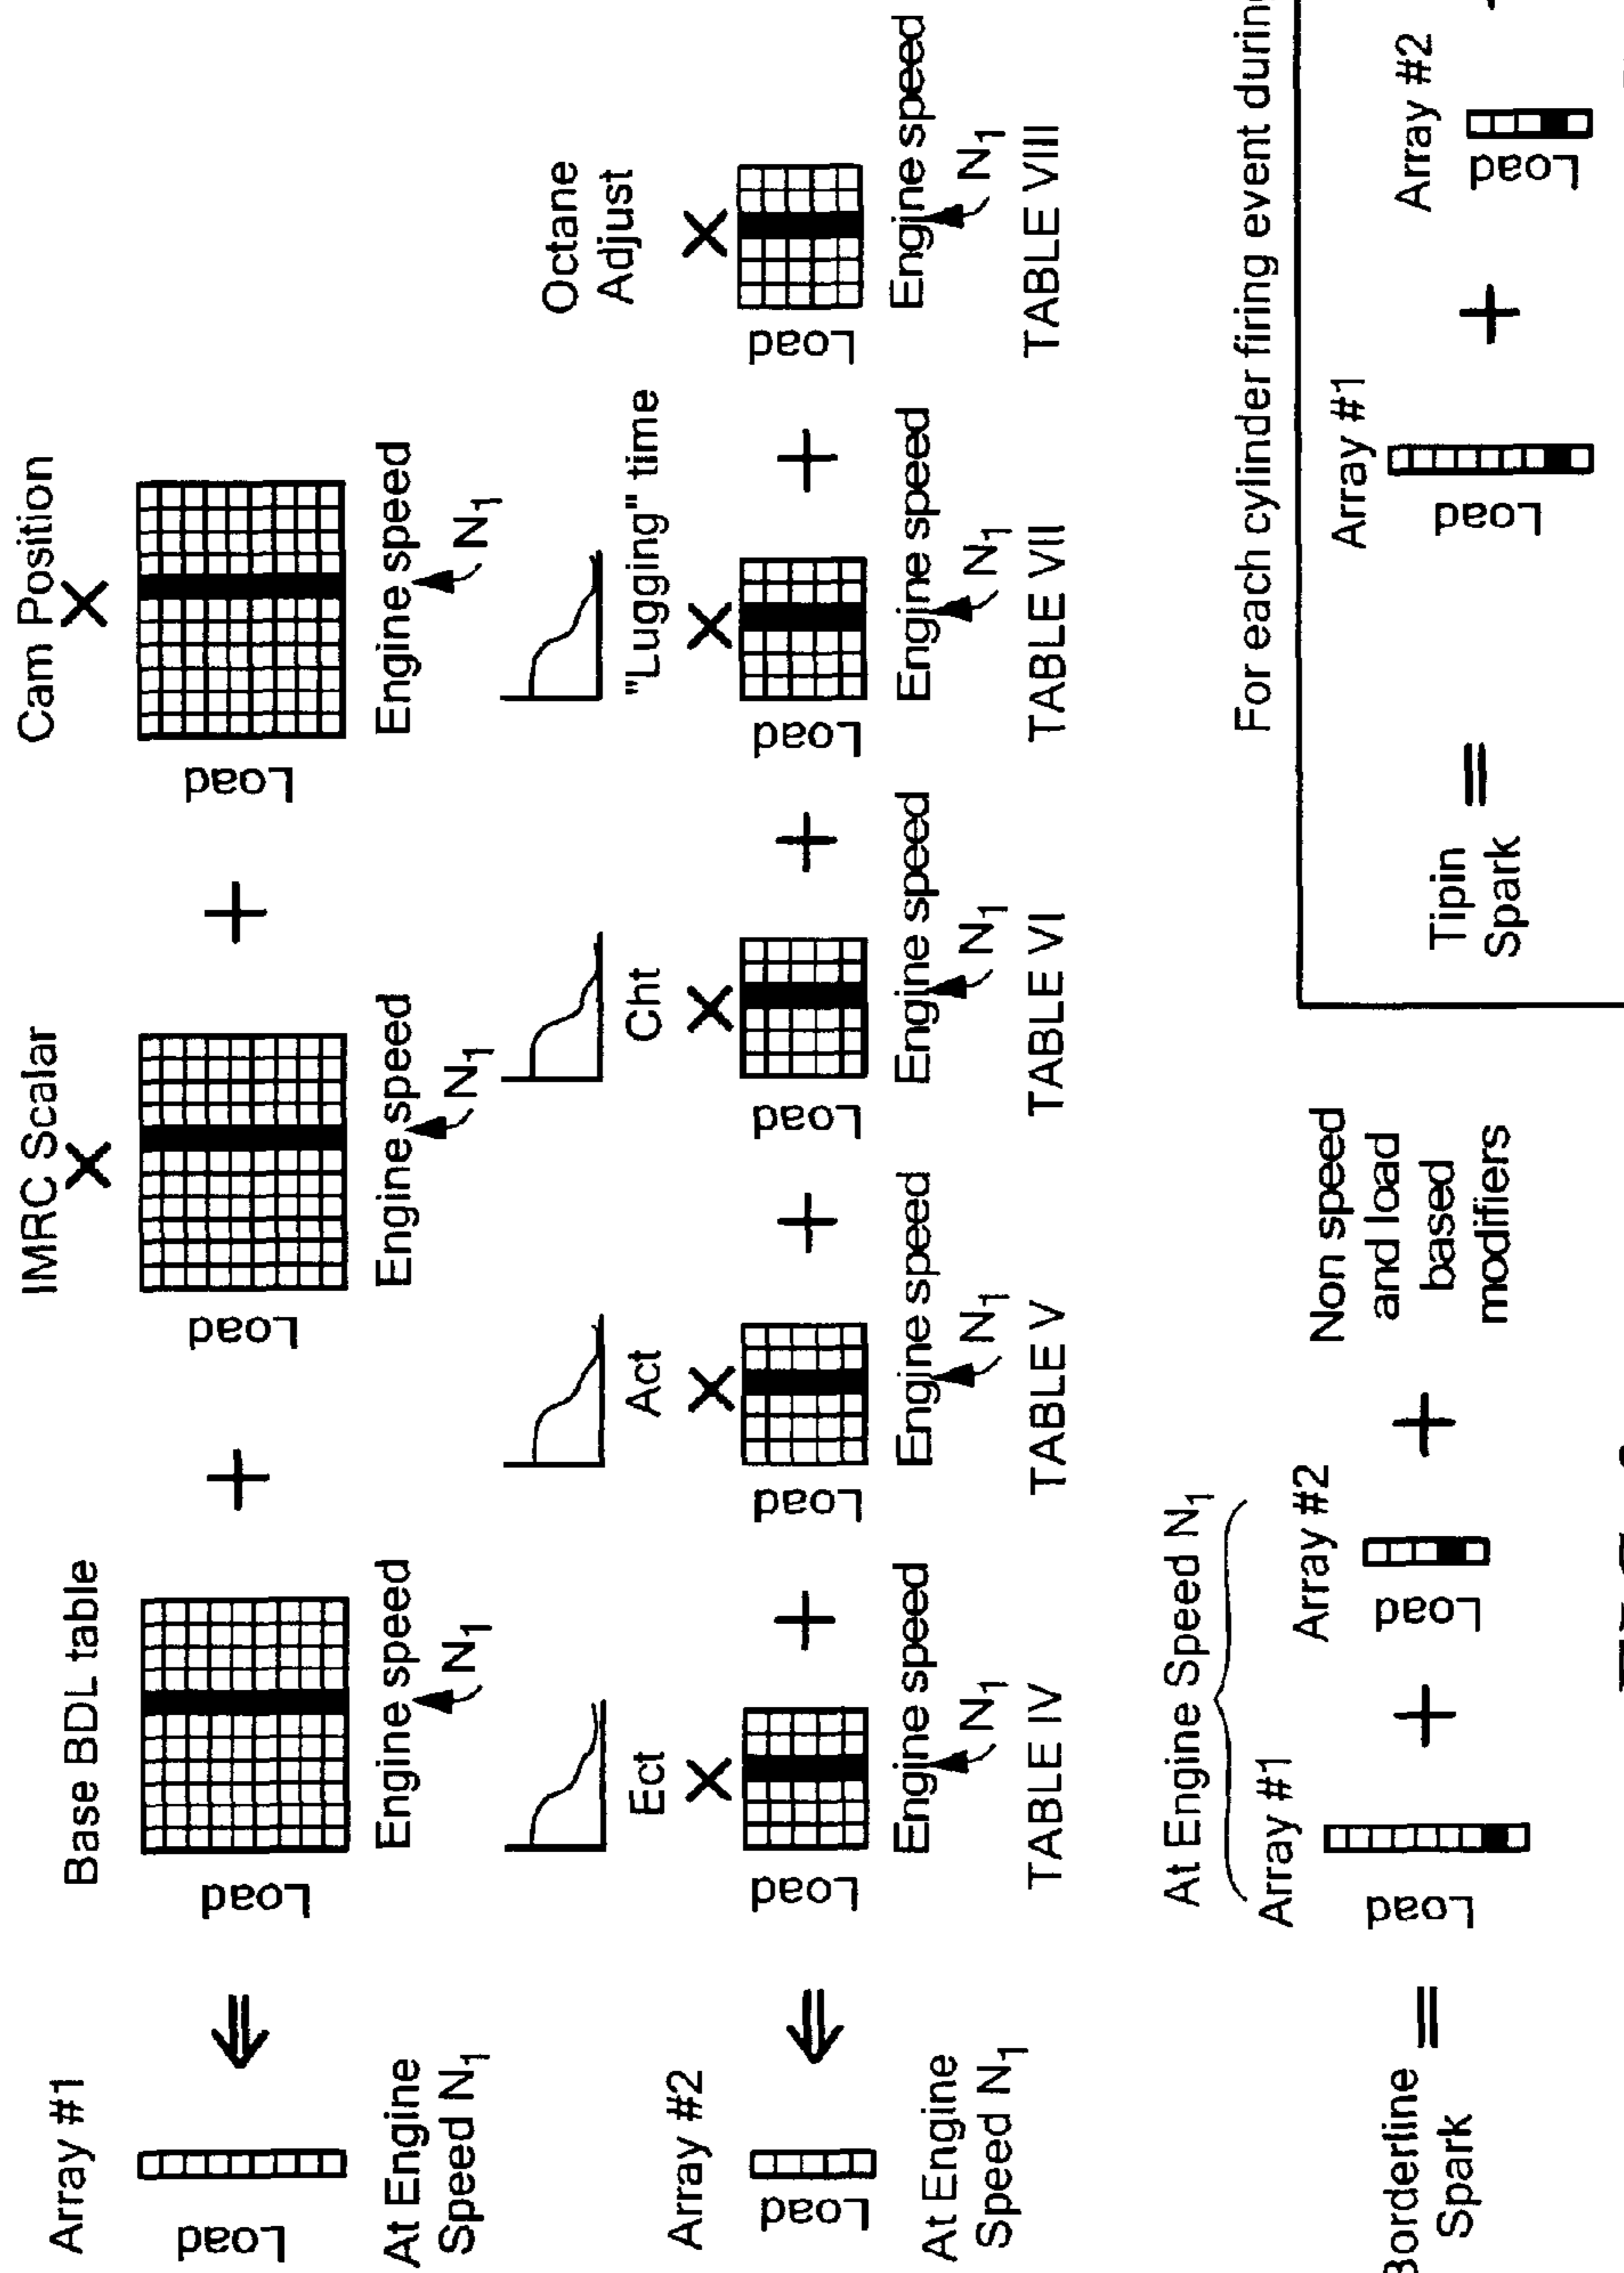 Base BDL table
IMRC Scalar
Cam Position
×
×
Array #1
Load
⇐
Load
+
Load
+
Load
At Engine
Speed N1
Engine speed
N1
Engine speed
N1
Engine speed
N1
Ect
Act
Cht
"Lugging" time
Octane
Adjust
×
×
×
×
×
Array #2
Load
⇐
Load
+
Load
+
Load
+
Load
+
Load
At Engine
Speed N1
Engine speed
N1
Engine speed
N1
Engine speed
N1
Engine speed
N1
Engine speed
N1
TABLE IV
TABLE V
TABLE VI
TABLE VII
TABLE VIII
At Engine Speed N1
Array #1
Array #2
Borderline
Spark
=
Load
+
Load
+
Non speed
and load
based
modifiers
For each cylinder firing event during
Array #1
Array #2
Tipin
Spark
=
Load
+
Load